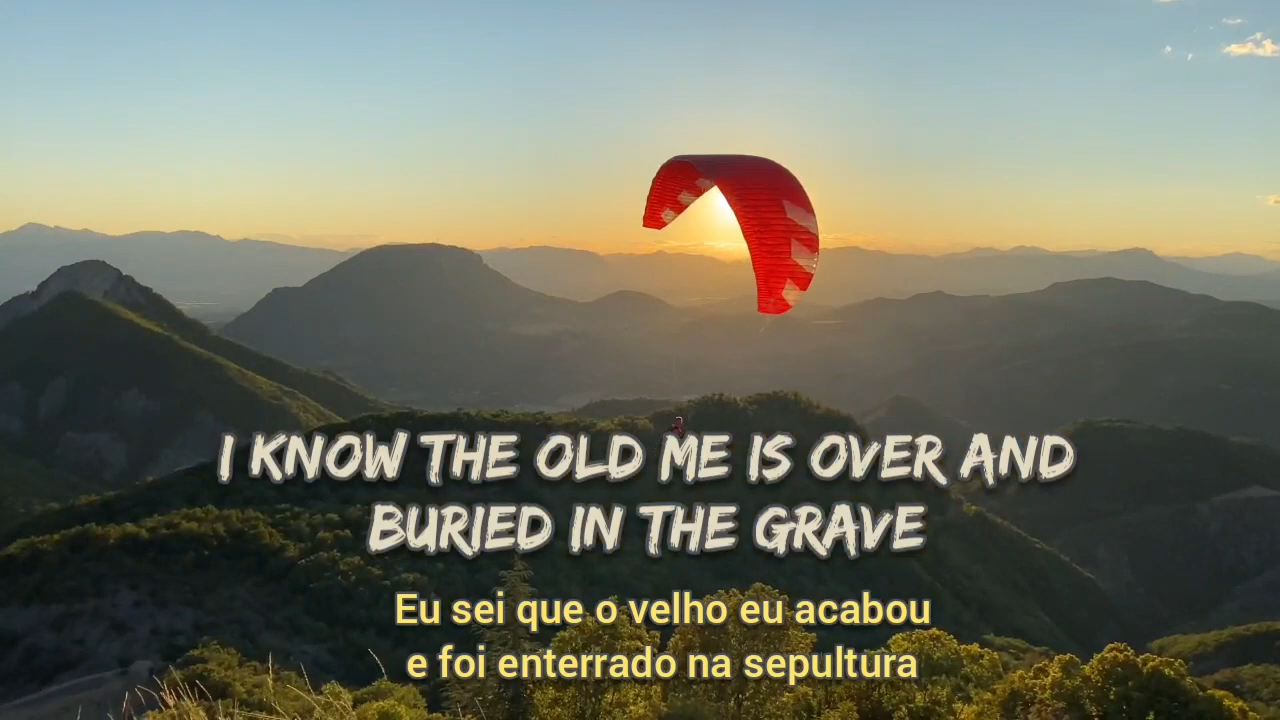 I KNOW THE OLD ME IS OVER AND
BURIED IN THE GRAVE
Eu sei que o velho eu acabou
e foi enterrado na sepultura